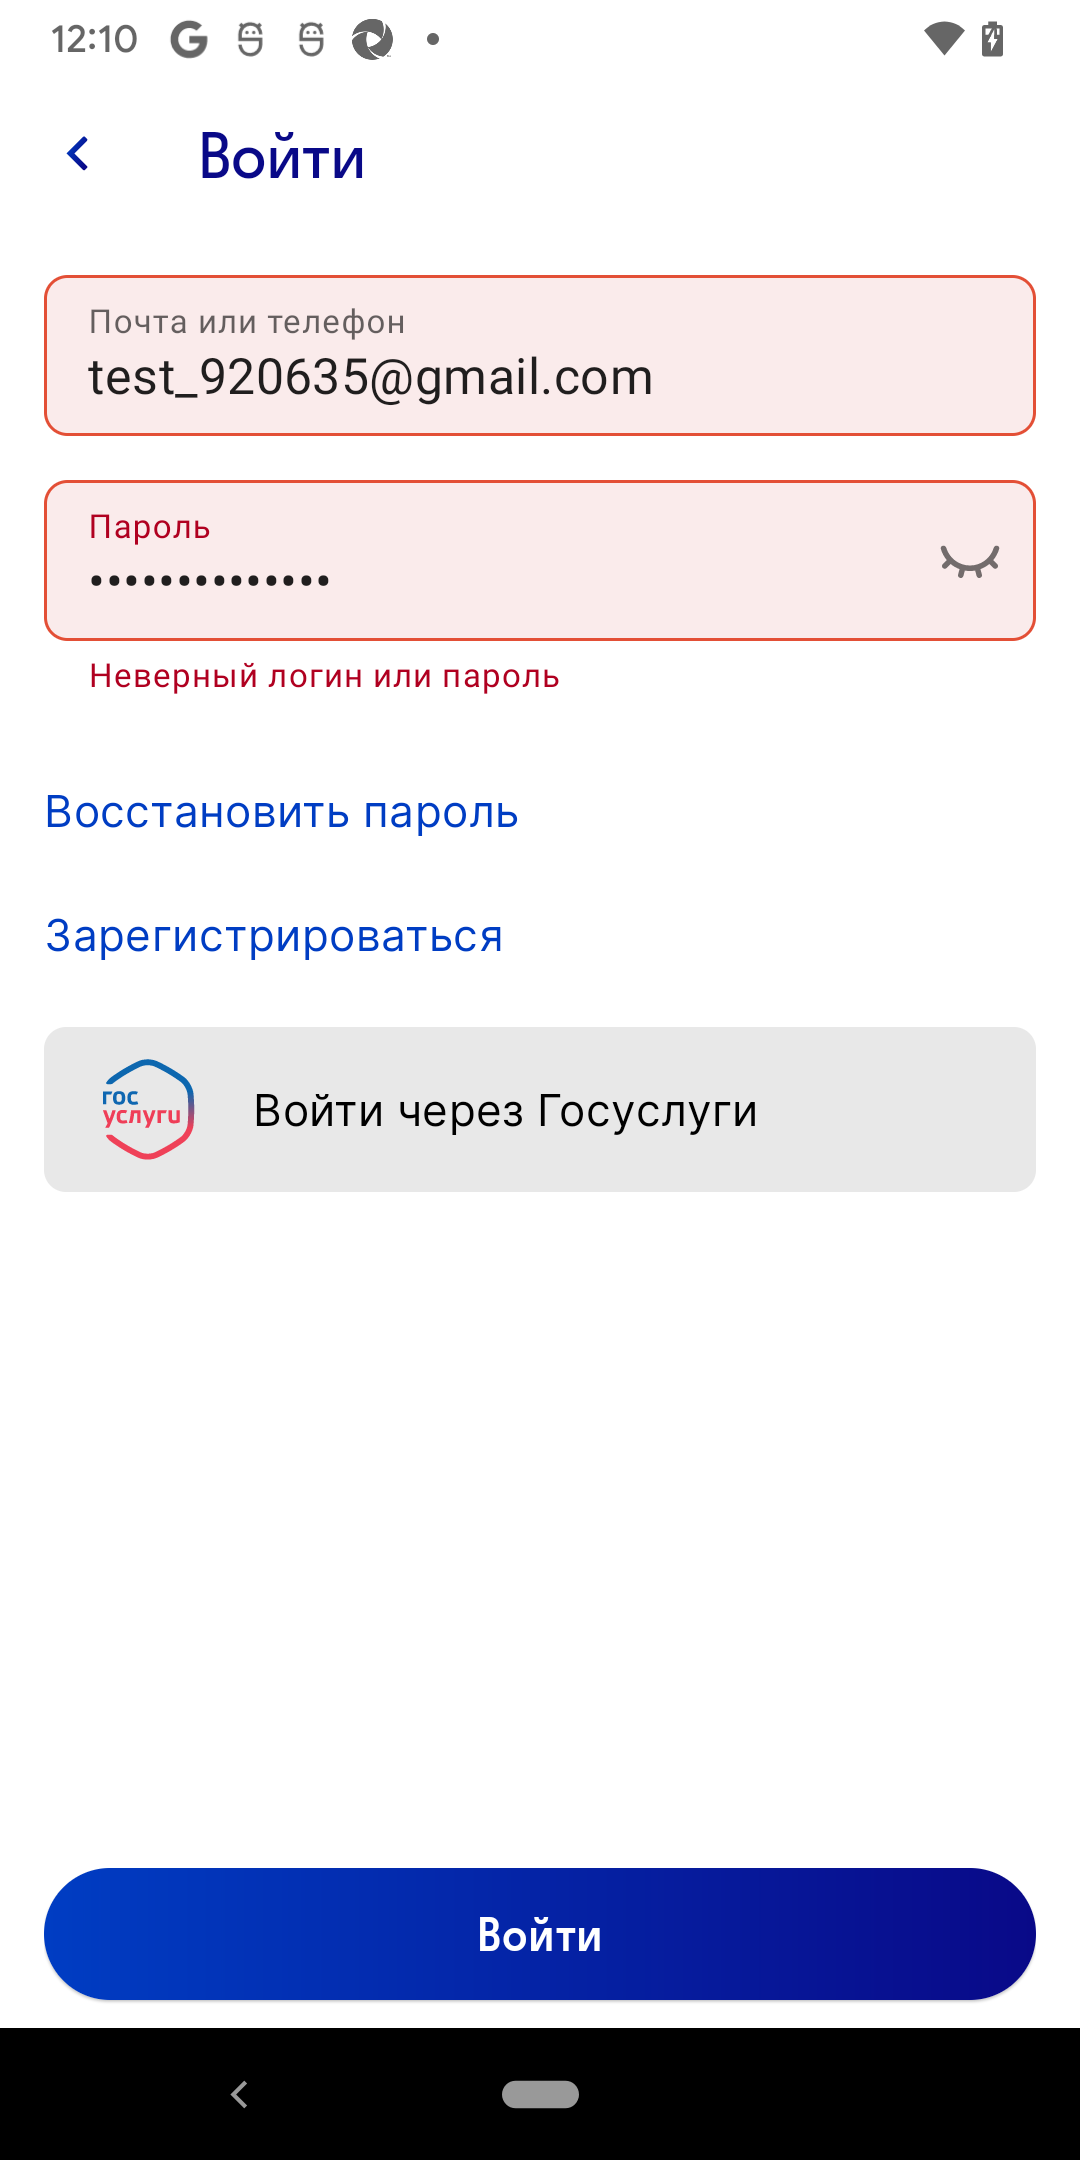 12:10
Войти
Почта или телефон
test_920635@gmail.com
Пароль
••••••••••••••
Неверный логин или пароль
Восстановить пароль
Зарегистрироваться
гос
услуги
Войти через Госуслуги
Войти